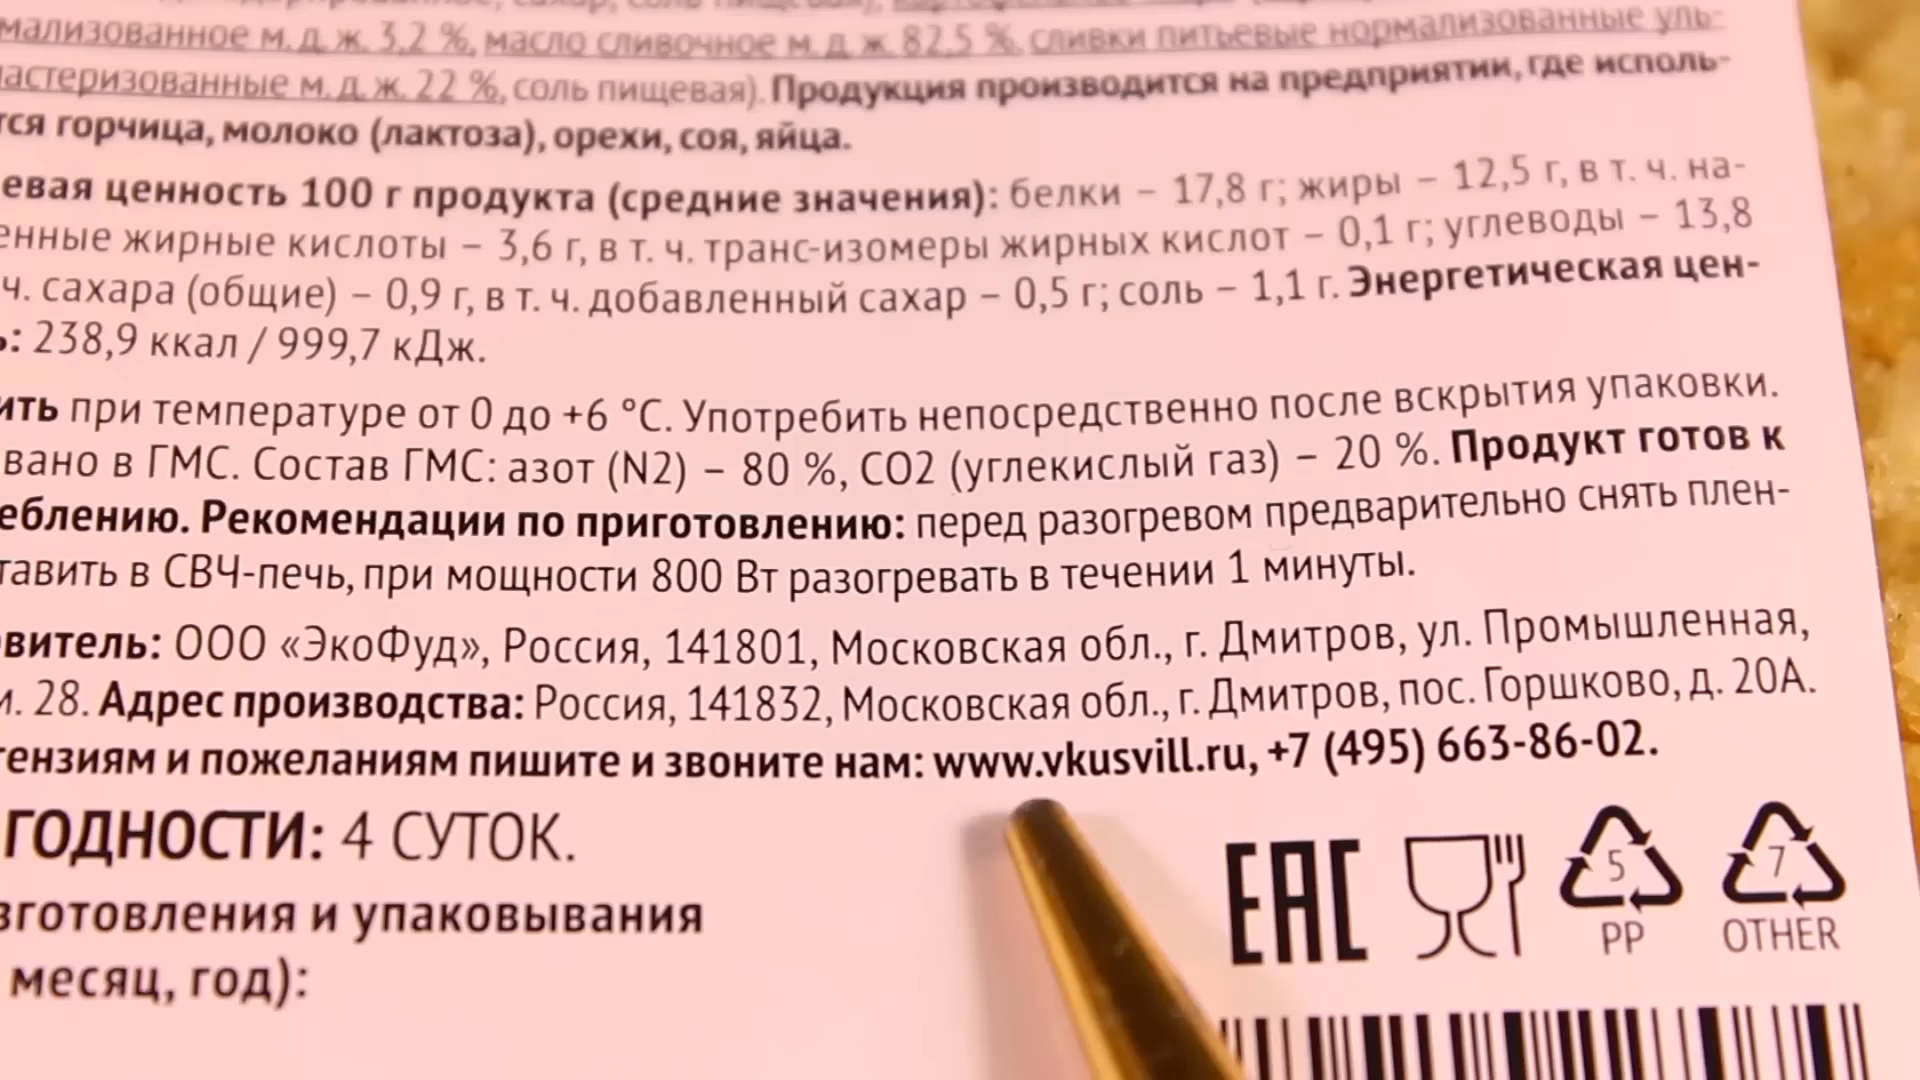 мализованное м. д. ж. 3,2 %, масло сливочное м. д. ж. 82,5 %, сливки питьевые нормализованные уль-
астеризованные м. д. ж. 22 %, соль пищевая). Продукция производится на предприятии, где исполь-
тся горчица, молоко (лактоза), орехи, соя, яйца.
евая ценность 100 г продукта (средние значения): белки – 17,8 г; жиры – 12,5 г, в т. ч. на-
енные жирные кислоты – 3,6 г, в т. ч. транс-изомеры жирных кислот – 0,1 г; углеводы – 13,8
ч. сахара (общие) – 0,9 г, в т. ч. добавленный сахар – 0,5 г; соль – 1,1 г. Энергетическая цен-
ь: 238,9 ккал / 999,7 кДж.
ить при температуре от 0 до +6 °С. Употребить непосредственно после вскрытия упаковки.
вано в ГМС. Состав ГМС: азот (N2) – 80 %, CO2 (углекислый газ) – 20 %. Продукт готов к
еблению. Рекомендации по приготовлению: перед разогревом предварительно снять плен-
тавить в СВЧ-печь, при мощности 800 Вт разогревать в течении 1 минуты.
овитель: ООО «ЭкоФуд», Россия, 141801, Московская обл., г. Дмитров, ул. Промышленная,
м. 28. Адрес производства: Россия, 141832, Московская обл., г. Дмитров, пос. Горшково, д. 20А.
тензиям и пожеланиям пишите и звоните нам: www.vkusvill.ru, +7 (495) 663-86-02.
ГОДНОСТИ: 4 СУТОК.
зготовления и упаковывания
месяц, год):
EAC
5
PP
7
OTHER